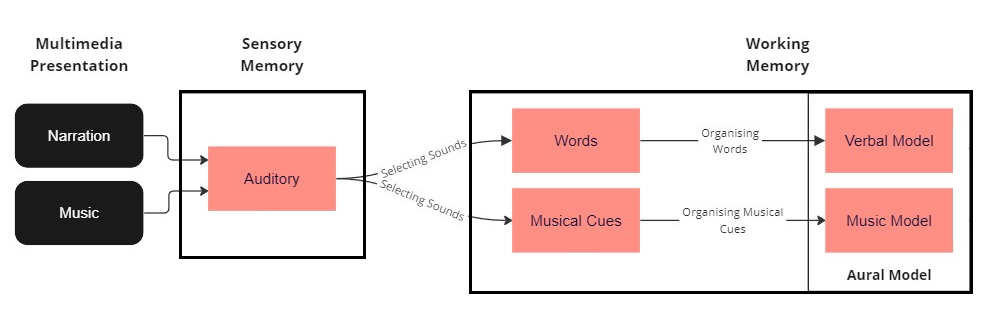 Multimedia
Presentation
Sensory
Memory
Working
Memory
Narration
Music
Auditory
Selecting Sounds
Selecting Sounds
Words
Organising
Words
Verbal Model
Musical Cues
Organising Musical
Cues
Music Model
Aural Model